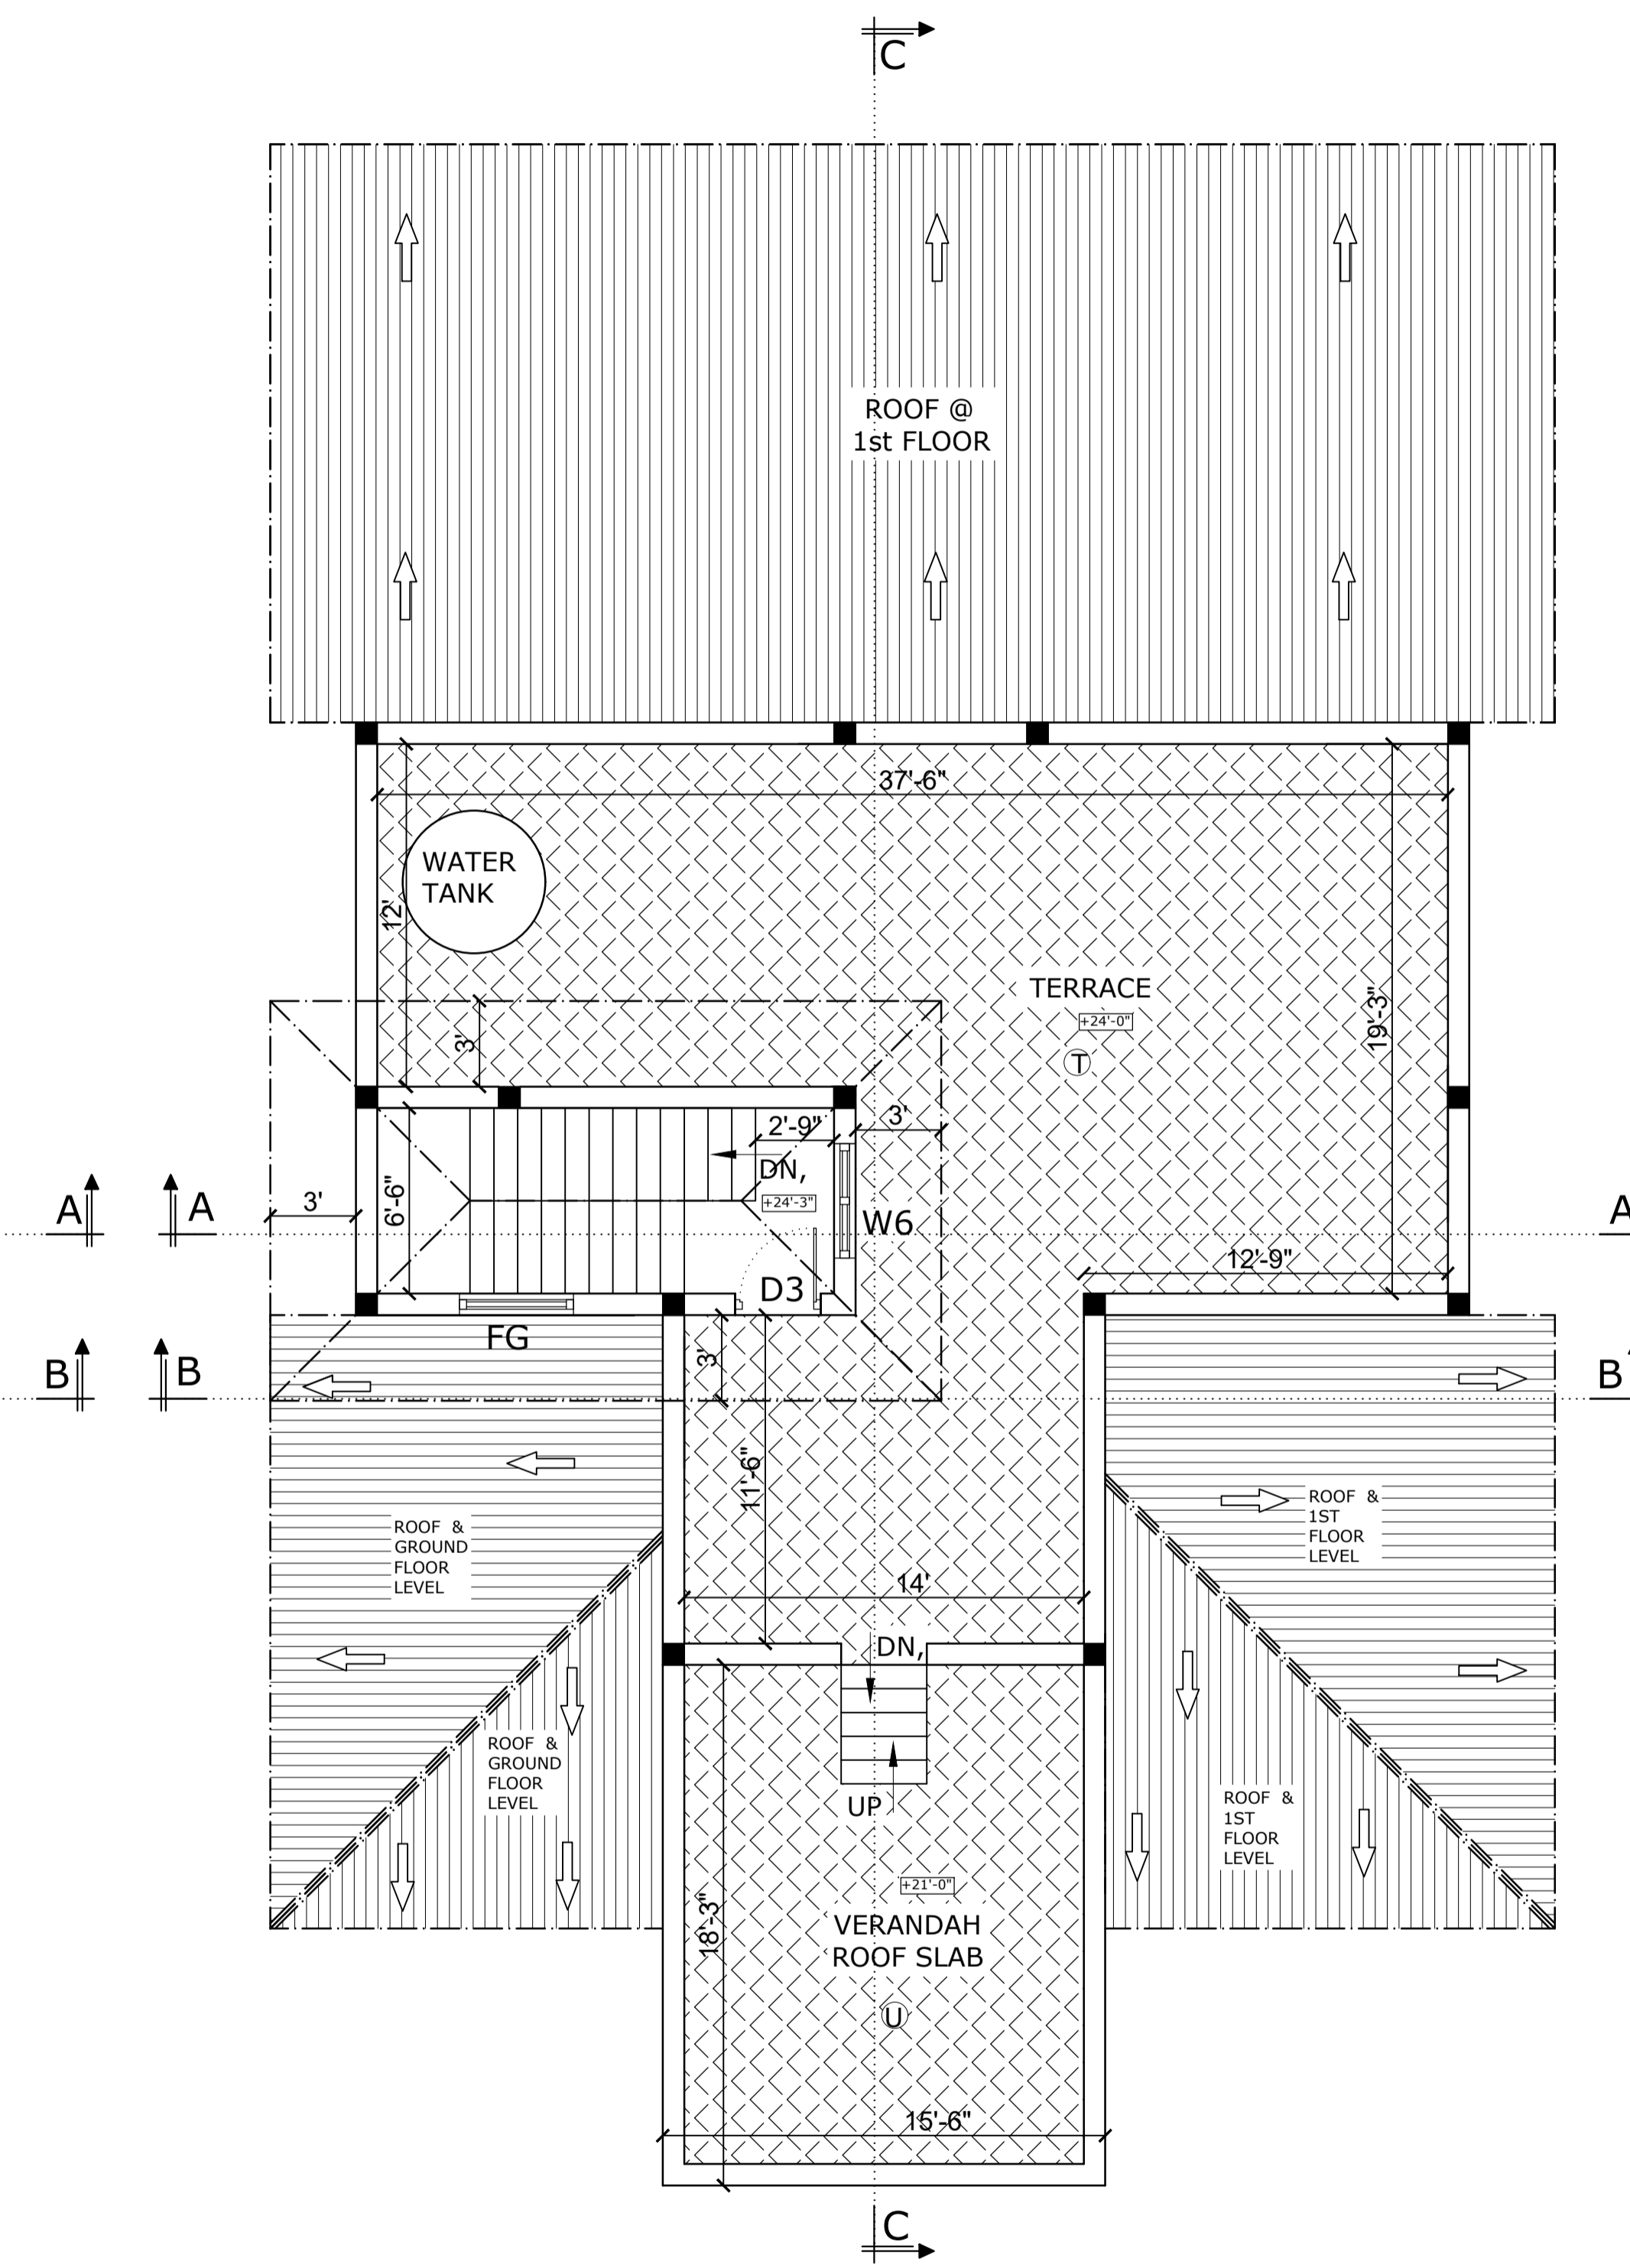 C
ROOF @
1st FLOOR
37'-6"
WATER
TANK
12'
TERRACE
+24'-0"
19'-3"
T
3'
2'-9"
3'
DN,
+24'-3"
6'-6"
3'
A
A
W6
A
12'-9"
D3
FG
3'
B
B
B
11'-6"
ROOF &
1ST
FLOOR
LEVEL
ROOF &
GROUND
FLOOR
LEVEL
14'
DN,
ROOF &
GROUND
FLOOR
LEVEL
UP
ROOF &
1ST
FLOOR
LEVEL
+21'-0"
18'-3"
VERANDAH
ROOF SLAB
U
15'-6"
C